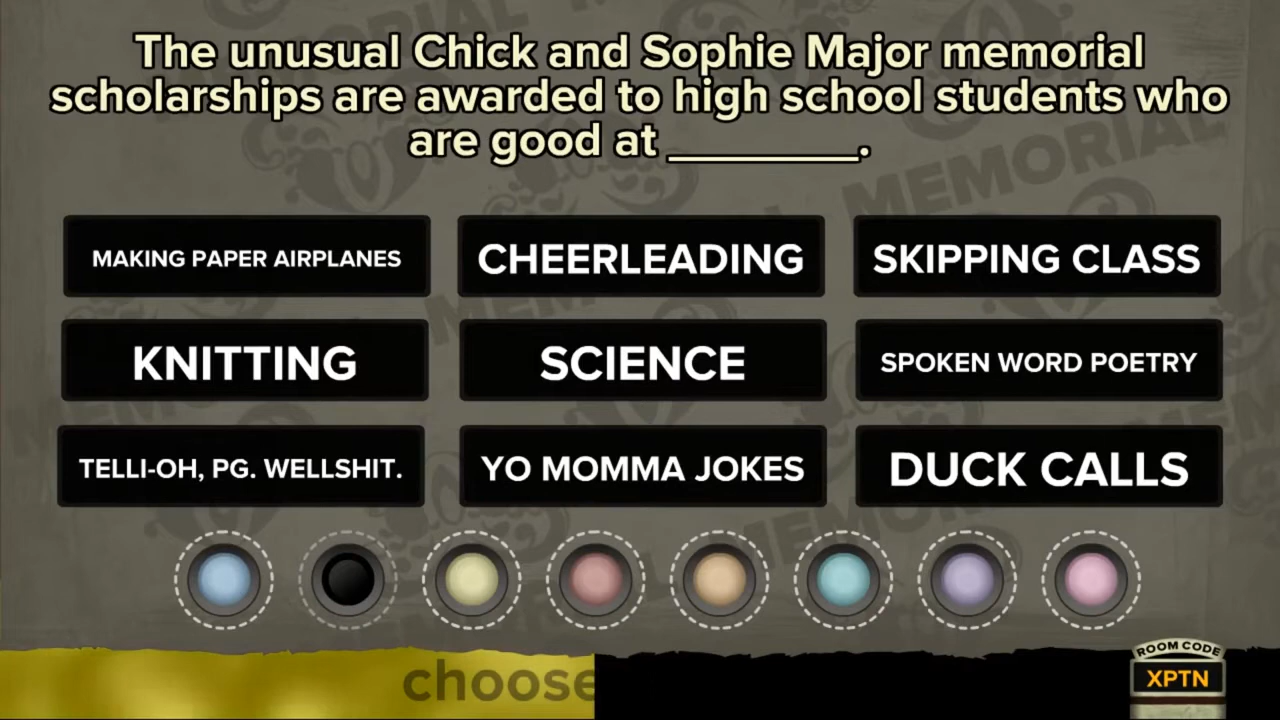 The unusual Chick and Sophie Major memorial
scholarships are awarded to high school students who
are good at ________.
MAKING PAPER AIRPLANES
CHEERLEADING
SKIPPING CLASS
KNITTING
SCIENCE
SPOKEN WORD POETRY
TELLI-OH, PG. WELLSHIT.
YO MOMMA JOKES
DUCK CALLS
choose
ROOM CODE
XPTN
MEMORIAL